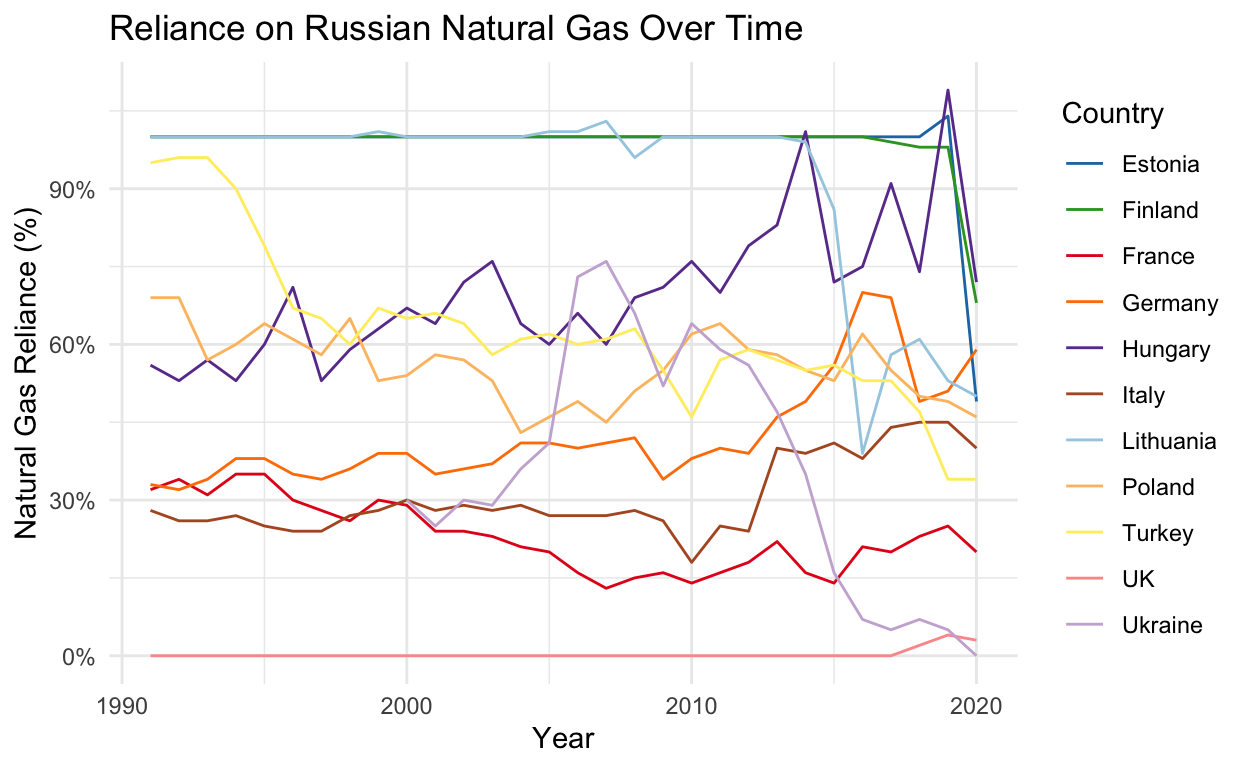 Reliance on Russian Natural Gas Over Time
Natural Gas Reliance (%)
90%
60%
30%
0%
1990
2000
2010
2020
Year
Country
Estonia
Finland
France
Germany
Hungary
Italy
Lithuania
Poland
Turkey
UK
Ukraine